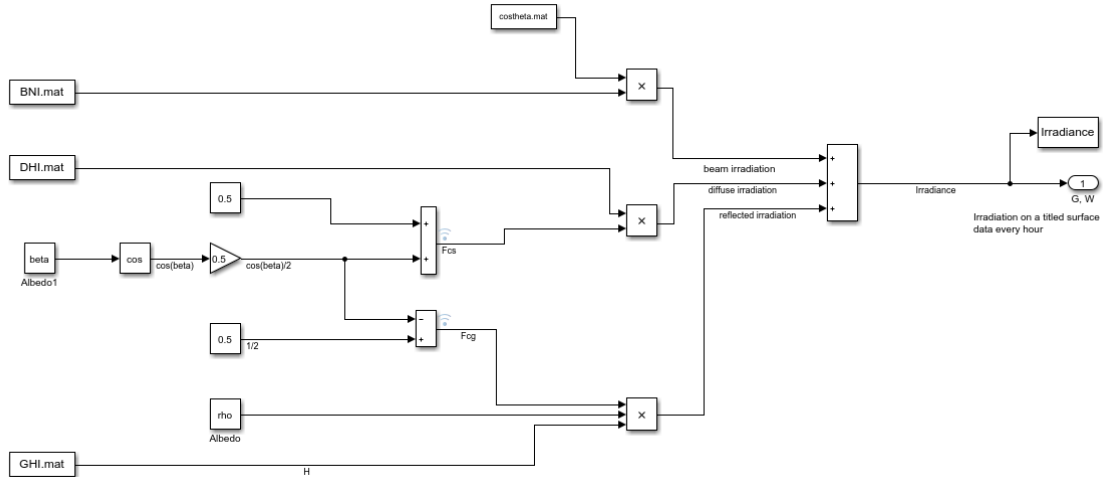 costheta.mat
×
BNI.mat
Irradiance
+
beam irradiation
DHI.mat
+
diffuse irradiation
Irradiance
1
G, W
0.5
×
+
reflected irradiation
Irradiation on a titled surface
data every hour
+
Fcs
beta
cos
0.5
+
cos(beta)
cos(beta)/2
Albedo1
−
Fcg
0.5
+
1/2
rho
×
Albedo
GHI.mat
H